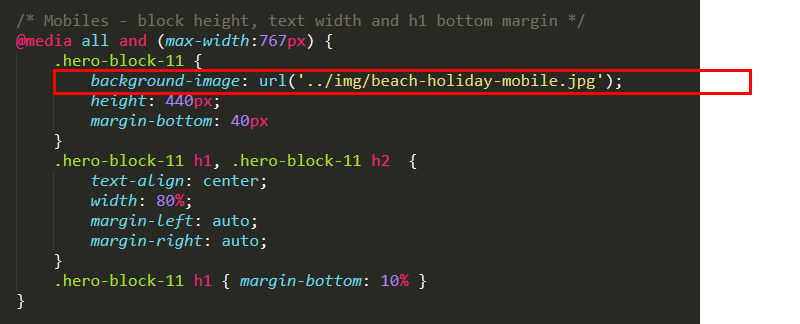 /* Mobiles - block height, text width and h1 bottom margin */
@media all and (max-width:767px) {
    .hero-block-11 {
        background-image: url('../img/beach-holiday-mobile.jpg');
        height: 440px;
        margin-bottom: 40px
    }
    .hero-block-11 h1, .hero-block-11 h2  {
        text-align: center;
        width: 80%;
        margin-left: auto;
        margin-right: auto;
    }
    .hero-block-11 h1 { margin-bottom: 10% }
}